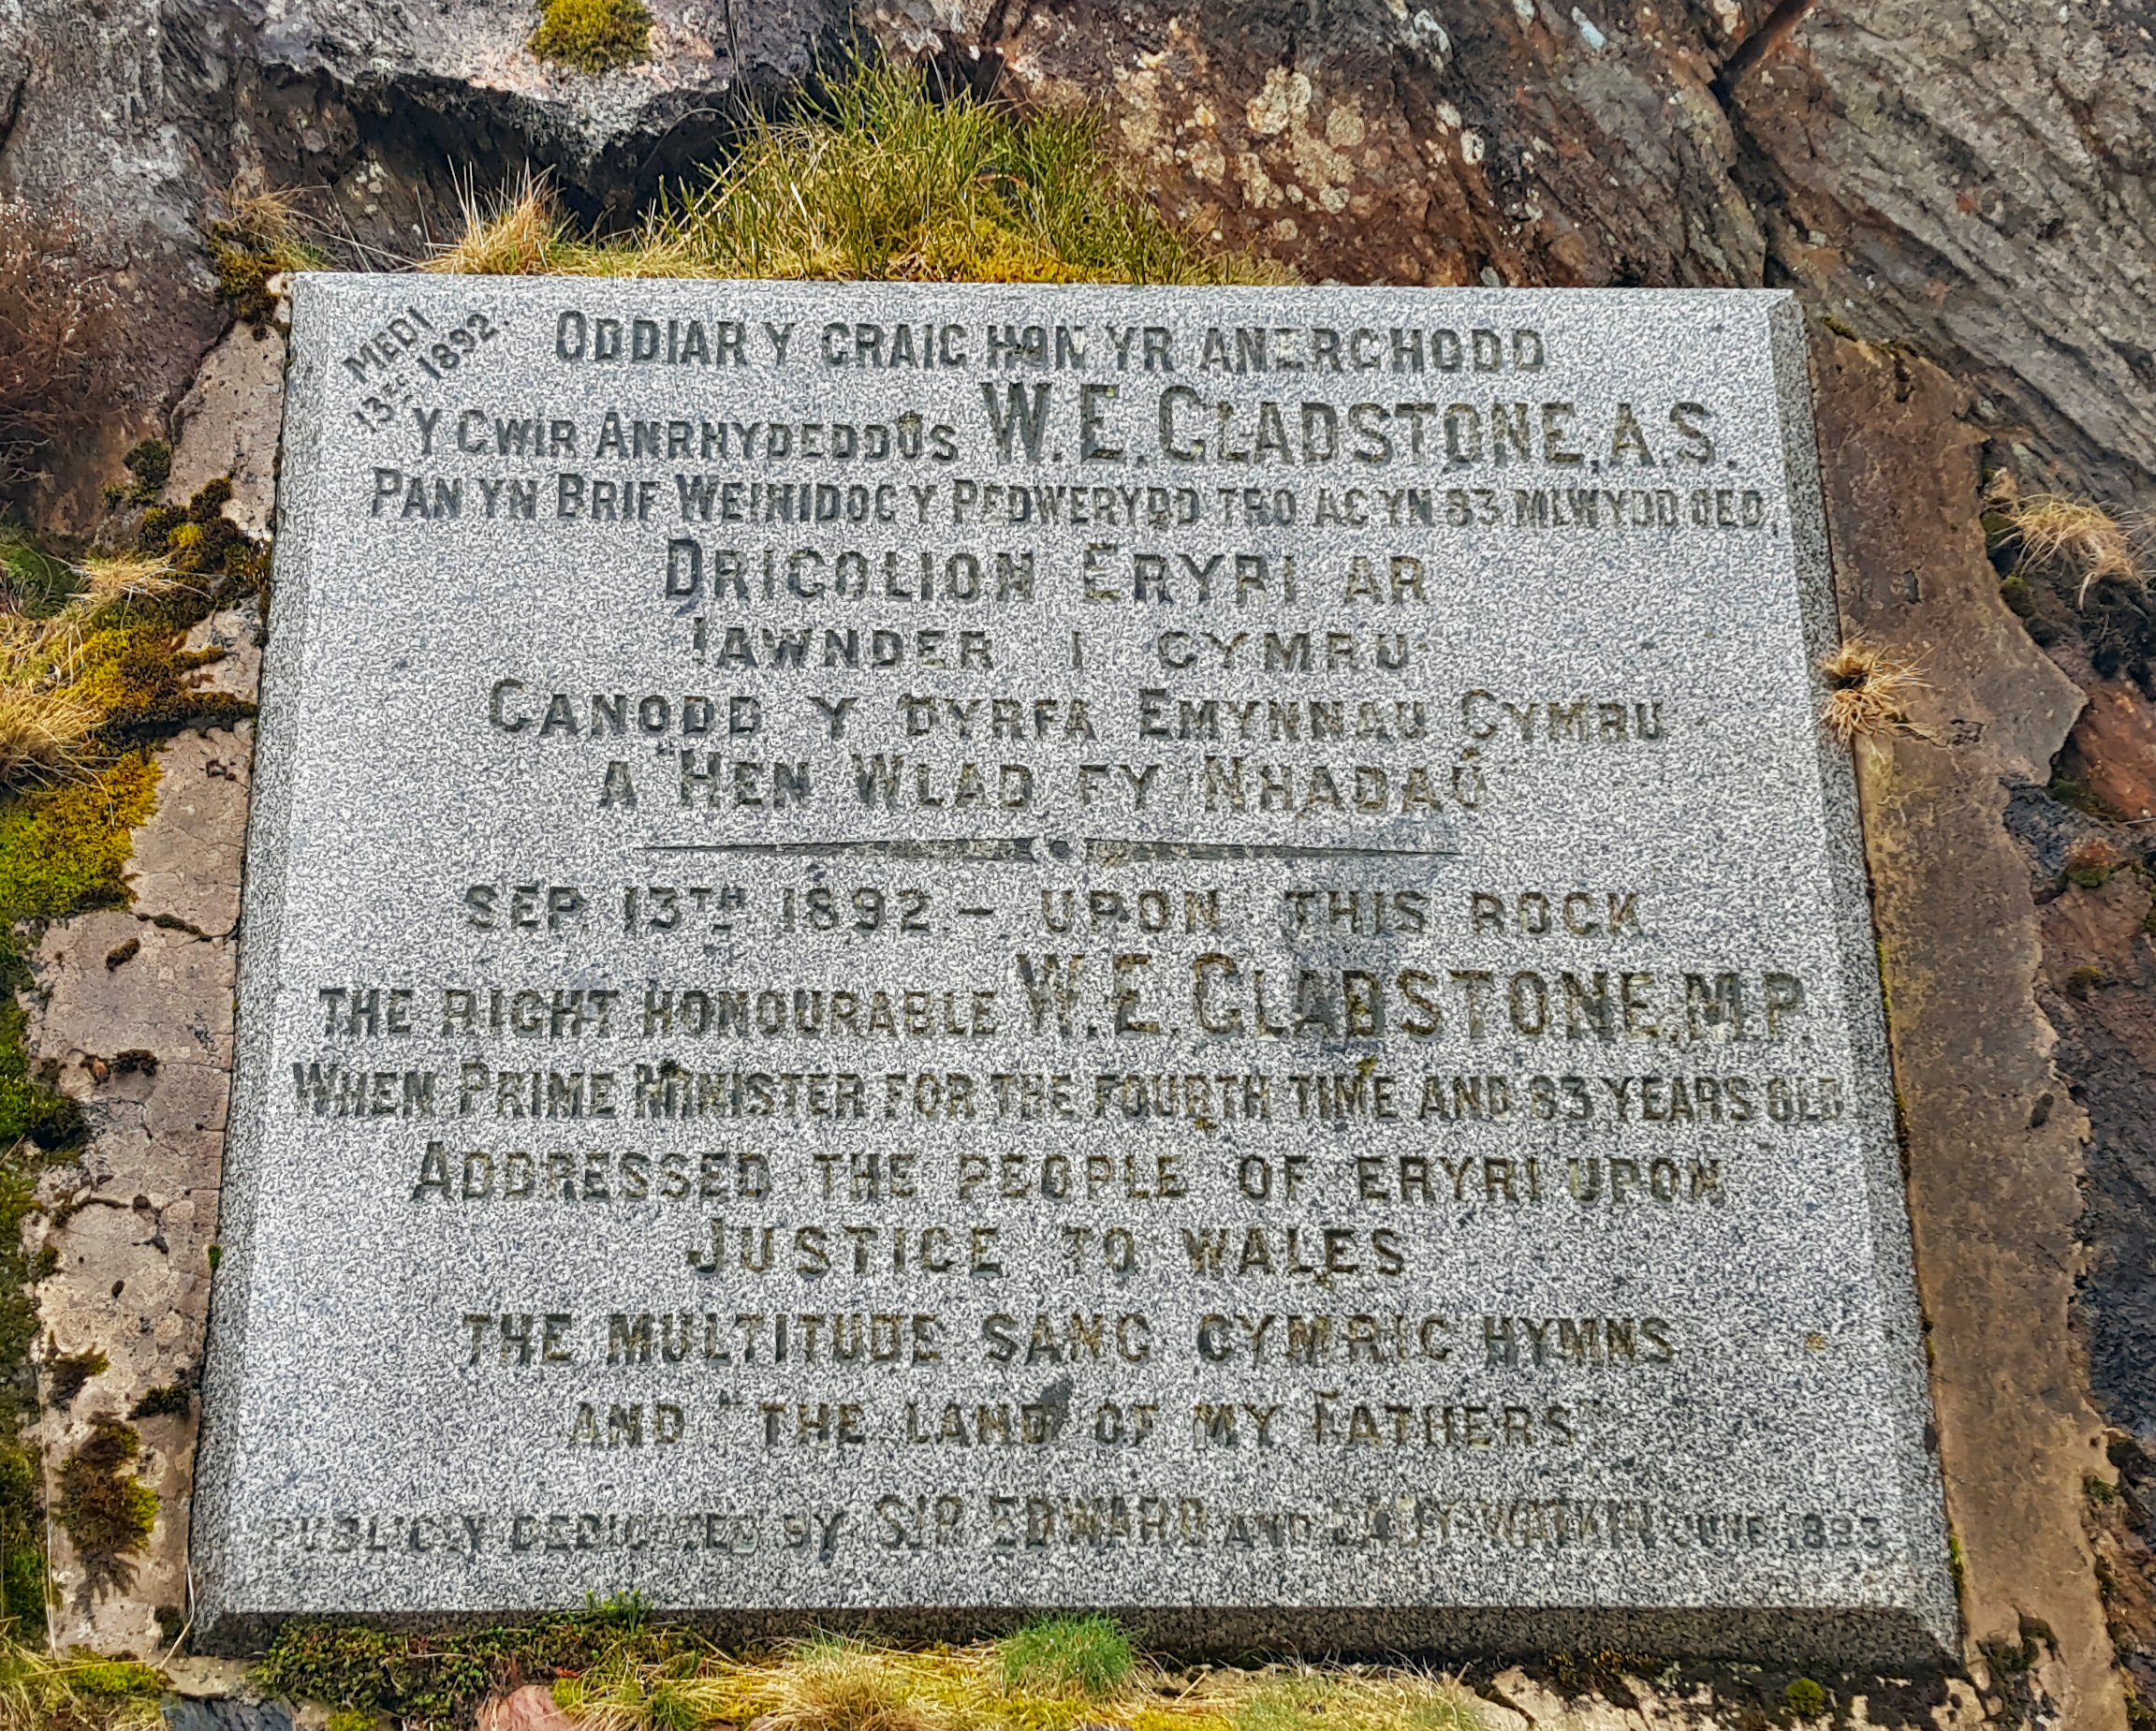 MEDI
13EG 1892.
ODDIAR Y GRAIG HON YR ANERCHODD
Y CWIR ANRHYDEDDUS W.E.GLADSTONE, A.S.
PAN YN BRIF WEINIDOG Y PEDWERYDD TRO AC YN 83 MLWYDD OED,
DRIGOLION ERYRI AR
IAWNDER I GYMRU
CANODD Y DYRFA EMYNNAU CYMRU
A "HEN WLAD FY NHADAU"
SEP. 13TH 1892 - UPON THIS ROCK
THE RIGHT HONOURABLE W.E.GLADSTONE, M.P.
WHEN PRIME MINISTER FOR THE FOURTH TIME AND 83 YEARS OLD
ADDRESSED THE PEOPLE OF ERYRI UPON
JUSTICE TO WALES
THE MULTITUDE SANG CYMRIC HYMNS
AND "THE LAND OF MY FATHERS"
PUBLICLY DEDICATED BY SIR EDWARD AND LADY WATKIN JUNE 1893